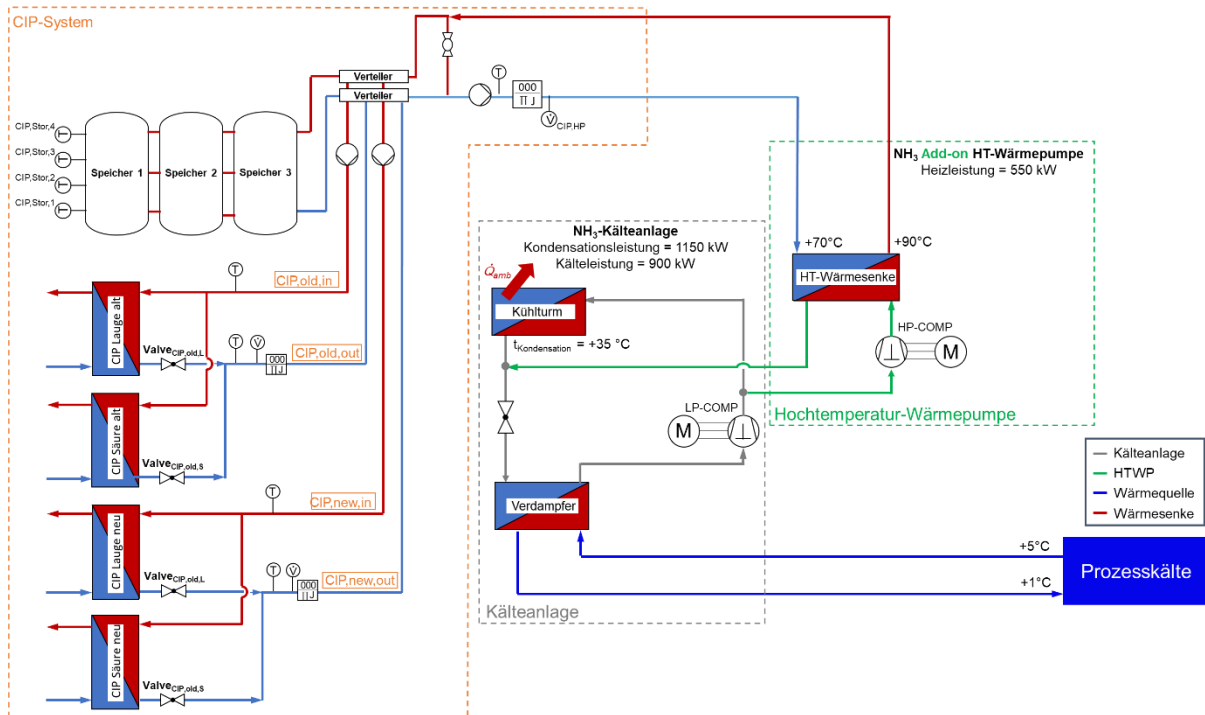 CIP-System
Verteiler
Verteiler
T
000
∏ J
V̇
CIP,HP
CIP,Stor,4
CIP,Stor,3
CIP,Stor,2
CIP,Stor,1
T
T
T
T
Speicher 1
Speicher 2
Speicher 3
NH3 Add-on HT-Wärmepumpe
Heizleistung = 550 kW
NH3-Kälteanlage
Kondensationsleistung = 1150 kW
Kälteleistung = 900 kW
+70°C
+90°C
HT-Wärmesenke
Q̇amb
Kühlturm
tKondensation = +35 °C
HP-COMP
M
LP-COMP
M
Hochtemperatur-Wärmepumpe
T
CIP,old,in
CIP Lauge alt
ValveCIP,old,L
T
V̇
000
∏ J
CIP,old,out
CIP Säure alt
ValveCIP,old,S
T
CIP,new,in
CIP Lauge neu
ValveCIP,old,L
T
V̇
000
∏ J
CIP,new,out
CIP Säure neu
ValveCIP,old,S
Verdampfer
Kälteanlage
+5°C
+1°C
Prozesskälte
Kälteanlage
HTWP
Wärmequelle
Wärmesenke